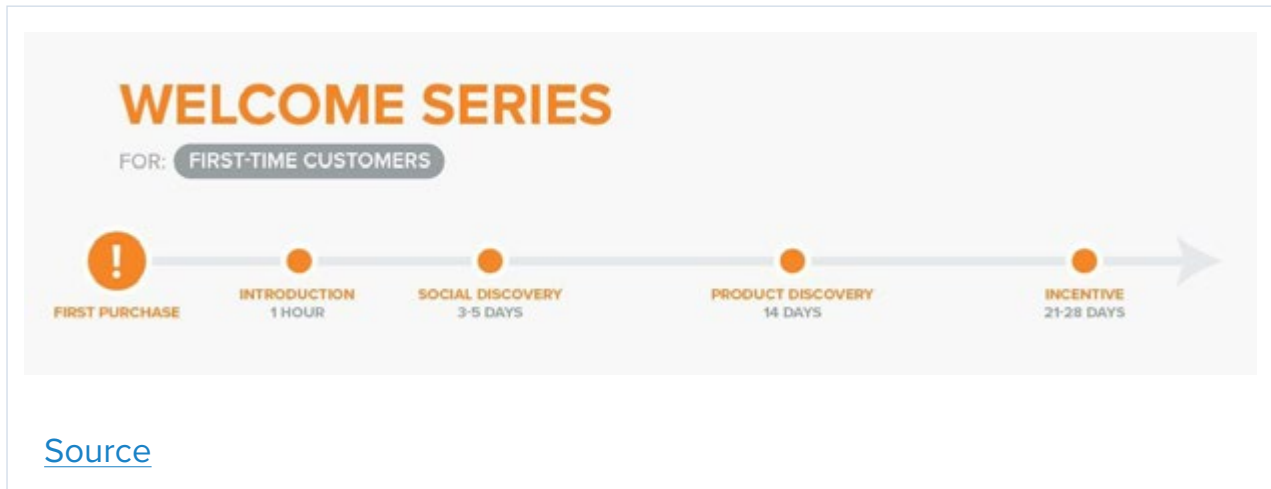 WELCOME SERIES
FOR: FIRST-TIME CUSTOMERS
!
FIRST PURCHASE
INTRODUCTION
1 HOUR
SOCIAL DISCOVERY
3-5 DAYS
PRODUCT DISCOVERY
14 DAYS
INCENTIVE
21-28 DAYS
Source